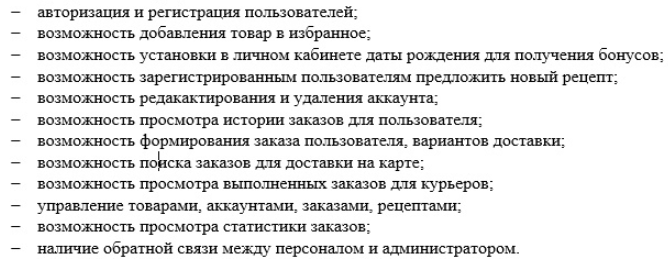 – авторизация и регистрация пользователей;
– возможность добавления товар в избранное;
– возможность установки в личном кабинете даты рождения для получения бонусов;
– возможность зарегистрированным пользователям предложить новый рецепт;
– возможность редакактирования и удаления аккаунта;
– возможность просмотра истории заказов для пользователя;
– возможность формирования заказа пользователя, вариантов доставки;
– возможность поиска заказов для доставки на карте;
– возможность просмотра выполненных заказов для курьеров;
– управление товарами, аккаунтами, заказами, рецептами;
– возможность просмотра статистики заказов;
– наличие обратной связи между персоналом и администратором.